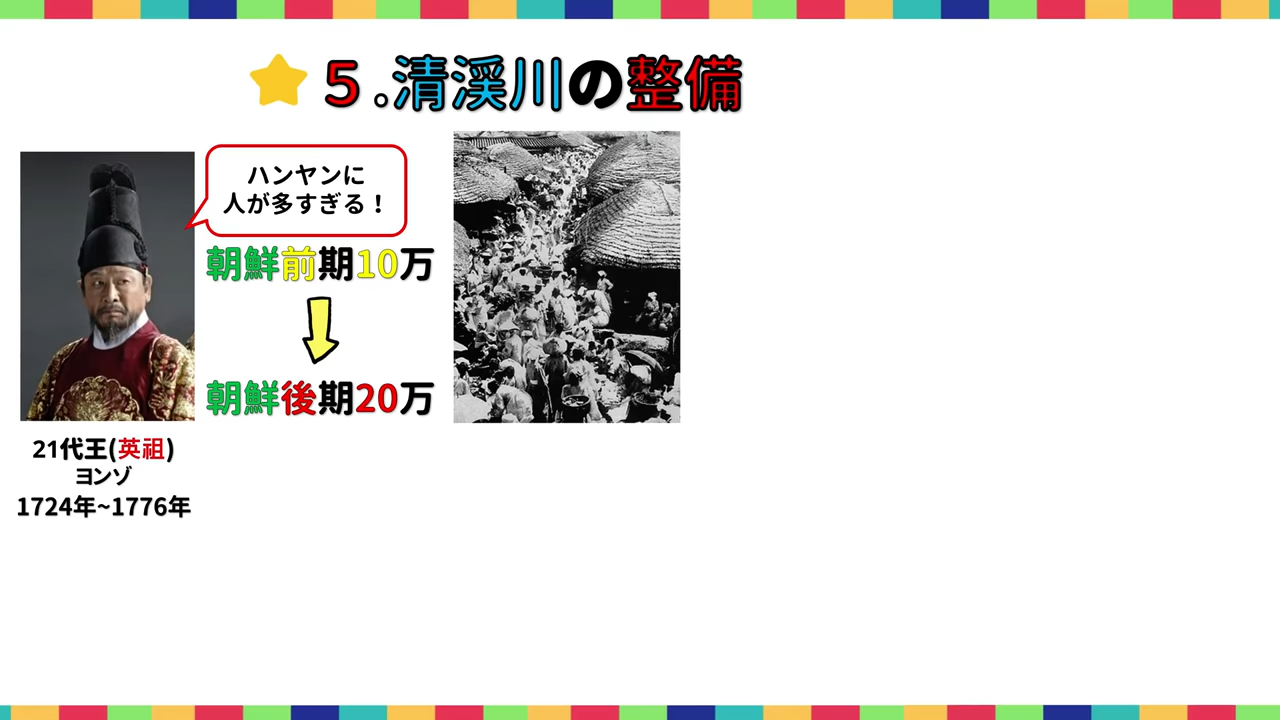 ５.清渓川の整備
ハンヤンに
人が多すぎる！
朝鮮前期10万
朝鮮後期20万
21代王(英祖)
ヨンゾ
1724年~1776年